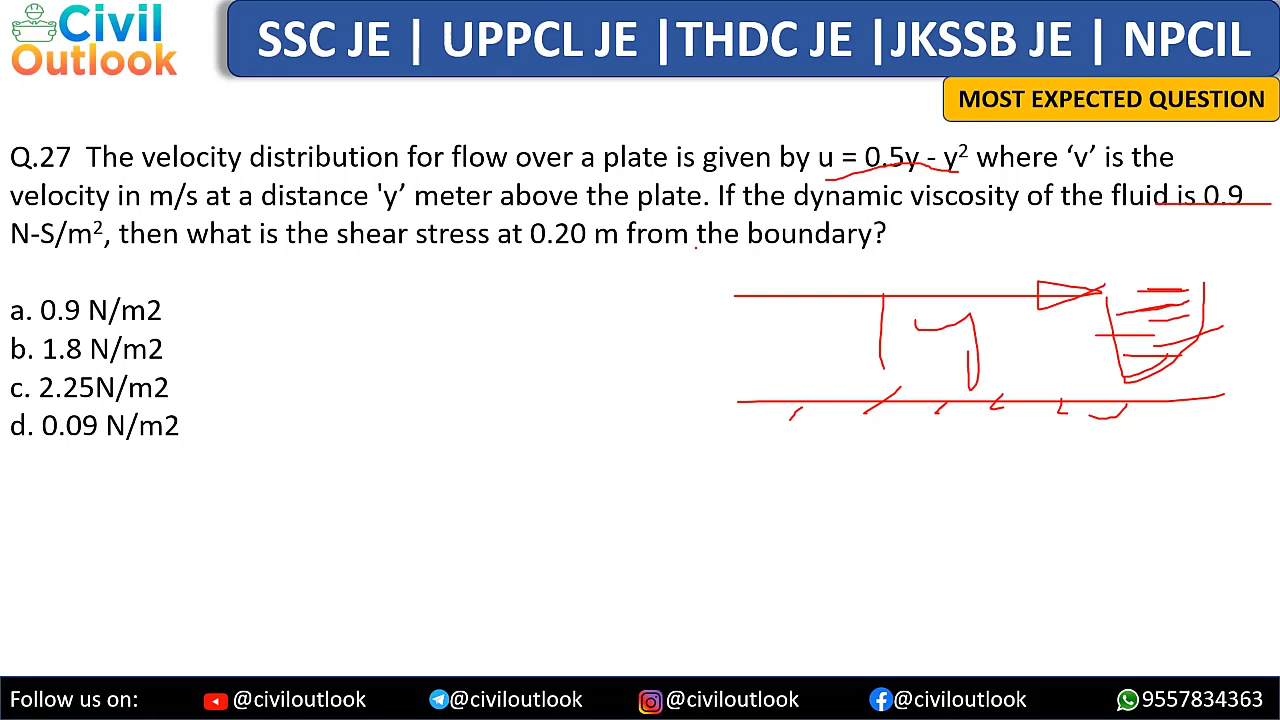 Civil
Outlook
SSC JE | UPPCL JE |THDC JE |JKSSB JE | NPCIL
MOST EXPECTED QUESTION
Q.27 The velocity distribution for flow over a plate is given by u = 0.5y - y² where ‘v’ is the
velocity in m/s at a distance 'y’ meter above the plate. If the dynamic viscosity of the fluid is 0.9
N-S/m², then what is the shear stress at 0.20 m from the boundary?
a. 0.9 N/m2
b. 1.8 N/m2
c. 2.25N/m2
d. 0.09 N/m2
y
Follow us on: @civiloutlook @civiloutlook @civiloutlook @civiloutlook 9557834363